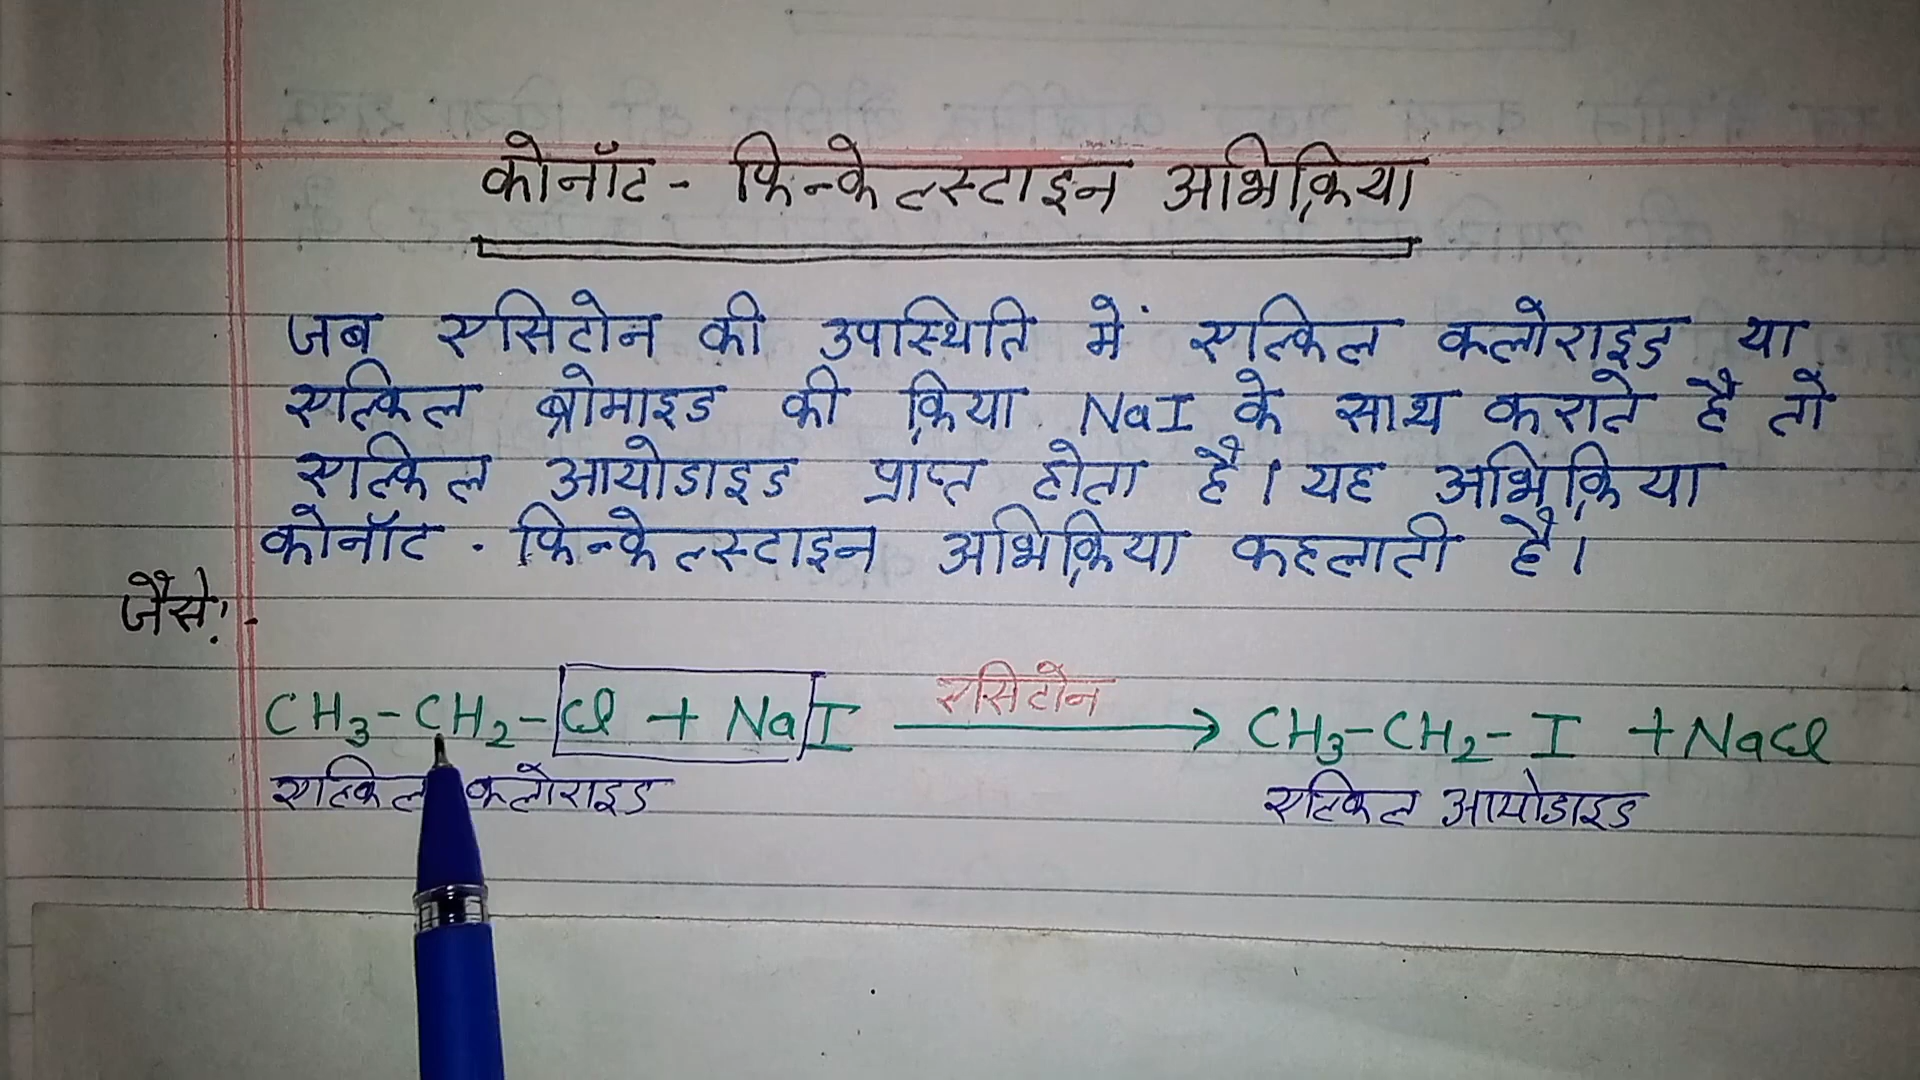 कोनॉट - फिन्केल्स्टाइन अभिक्रिया
जब एसिटोन की उपस्थिति में एल्किल क्लोराइड या
एल्किल ब्रोमाइड की क्रिया NaI के साथ कराते है तो
एल्किल आयोडाइड प्राप्त होता है। यह अभिक्रिया
कोनॉट - फिन्केल्स्टाइन अभिक्रिया कहलाती है।
जैसे:-
CH₃-CH₂-Cl + NaI ⟶ एसिटोन CH₃-CH₂-I + NaCl
एल्किल क्लोराइड एल्किल आयोडाइड